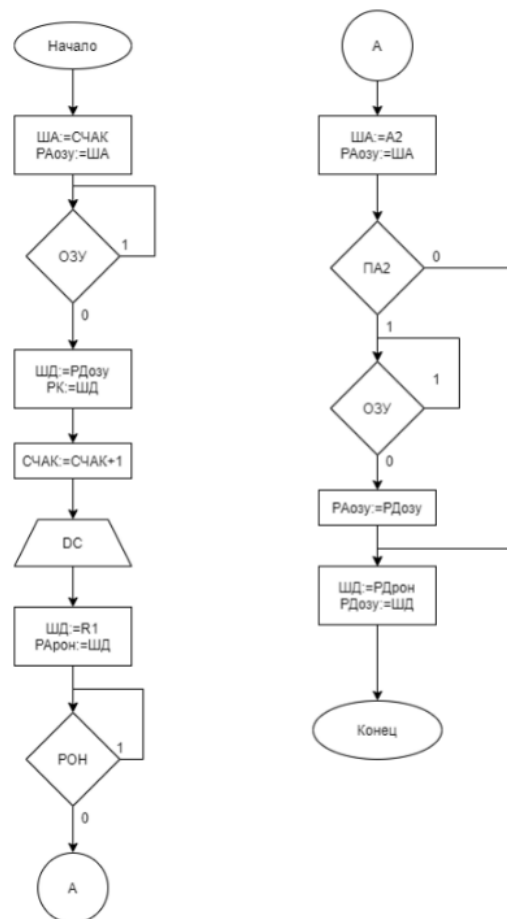 Начало
ША:=СЧАК
РАозу:=ША
ОЗУ
1
0
ШД:=РДозу
РК:=ШД
СЧАК:=СЧАК+1
DC
ШД:=R1
РАрон:=ШД
РОН
1
0
А
А
ША:=А2
РАозу:=ША
ПА2
0
1
ОЗУ
1
0
РАозу:=РДозу
ШД:=РДрон
РДозу:=ШД
Конец